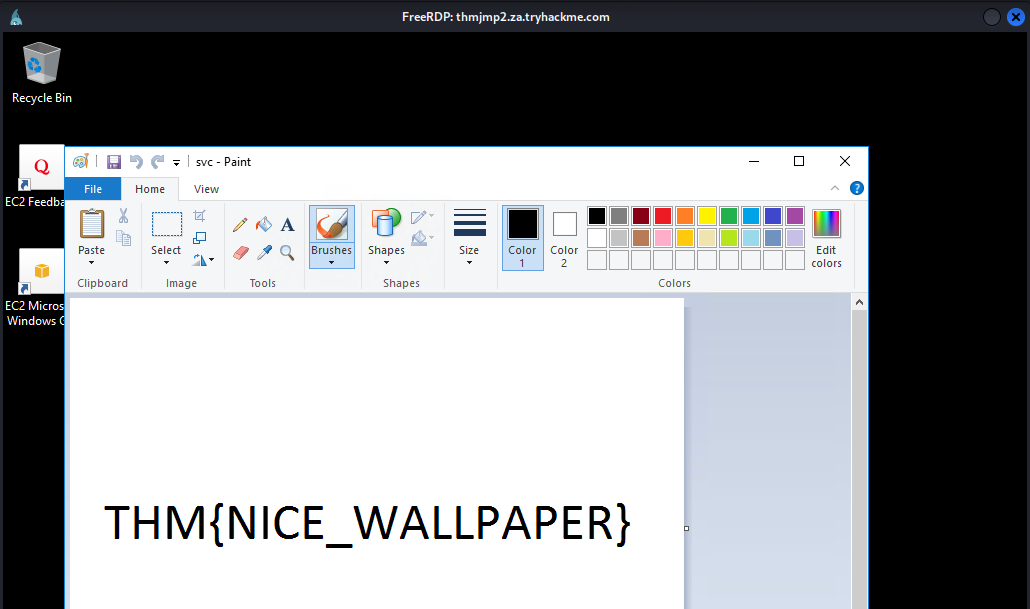 FreeRDP: thmjmp2.za.tryhackme.com
Recycle Bin
Q
EC2 Feedba
EC2 Micros
Windows G
svc - Paint
File
Home
View
?
Paste
Select
A
Brushes
Shapes
Size
Color
1
Color
2
Edit
colors
Clipboard
Image
Tools
Shapes
Colors
THM{NICE_WALLPAPER}